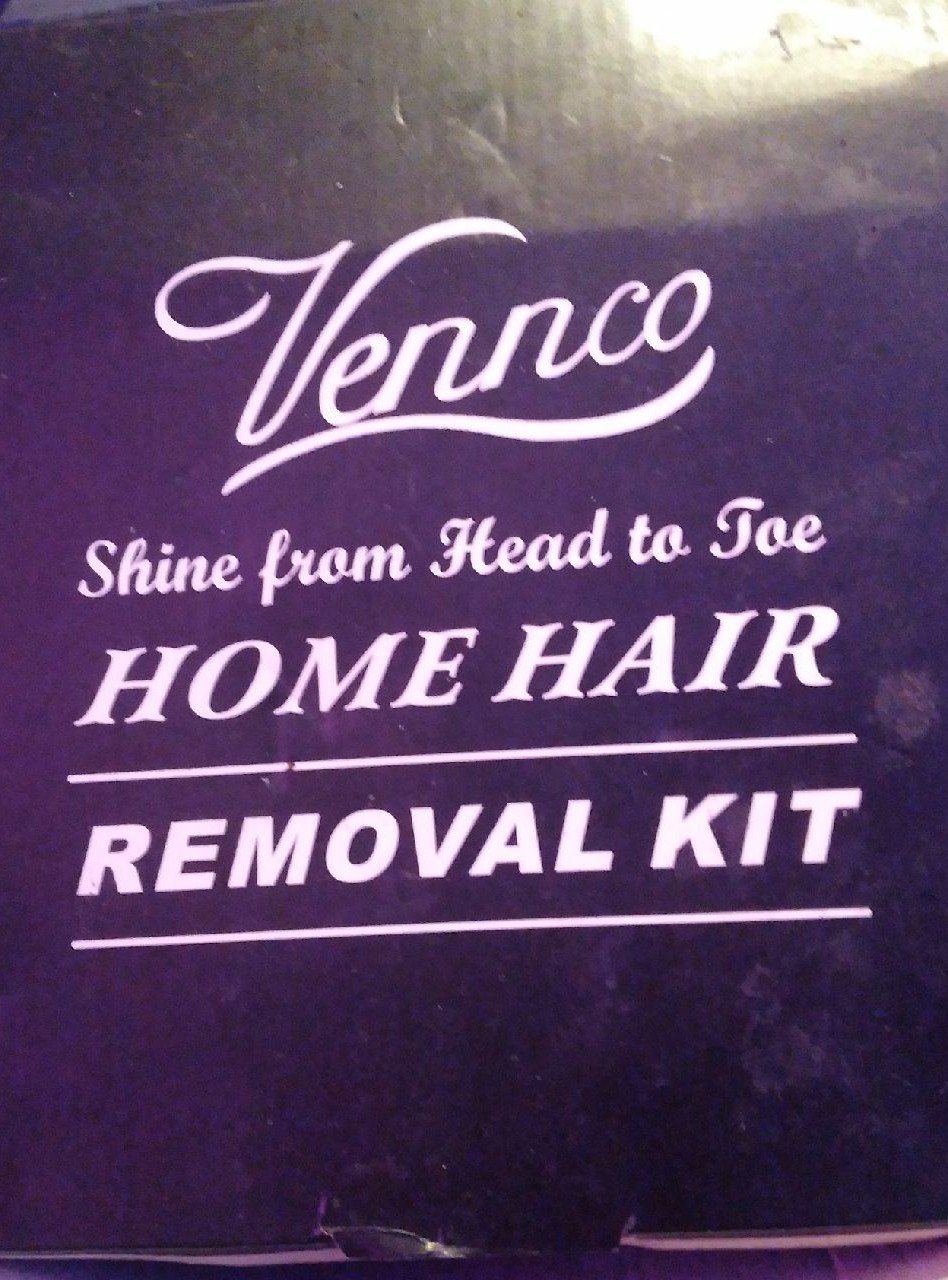 Vennco
Shine from Head to Toe
HOME HAIR
REMOVAL KIT